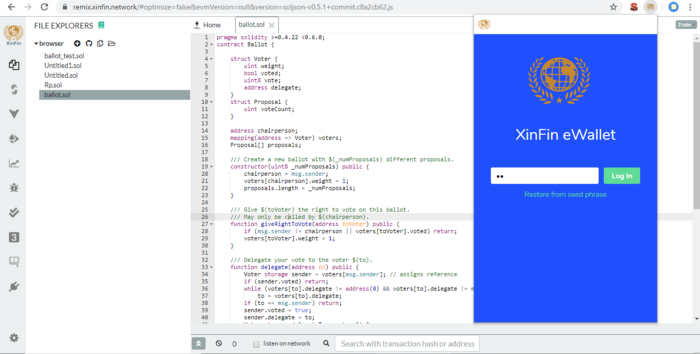 remix.xinfin.network/#optimize=false&evmVersion=null&version=soljson-v0.5.1+commit.c8a2cb62.js
XinFin
FILE EXPLORERS
browser
ballot_test.sol
Untitled1.sol
Untitled.sol
Rp.sol
ballot.sol
Home
ballot.sol
2 tabs
1 pragma solidity >=0.4.22 <0.6.0;
2 contract Ballot {
3
4 struct Voter {
5 uint weight;
6 bool voted;
7 uint8 vote;
8 address delegate;
9 }
10 struct Proposal {
11 uint voteCount;
12 }
13
14 address chairperson;
15 mapping(address => Voter) voters;
16 Proposal[] proposals;
17
18 /// Create a new ballot with $(_numProposals) different proposals.
19 constructor(uint8 _numProposals) public {
20 chairperson = msg.sender;
21 voters[chairperson].weight = 1;
22 proposals.length = _numProposals;
23 }
24
25 /// Give $(toVoter) the right to vote on this ballot.
26 /// May only be called by $(chairperson).
27 function giveRightToVote(address toVoter) public {
28 if (msg.sender != chairperson || voters[toVoter].voted) return;
29 voters[toVoter].weight = 1;
30 }
31
32 /// Delegate your vote to the voter $(to).
33 function delegate(address to) public {
34 Voter storage sender = voters[msg.sender]; // assigns reference
35 if (sender.voted) return;
36 while (voters[to].delegate != address(0) && voters[to].delegate != m
37 to = voters[to].delegate;
38 if (to == msg.sender) return;
39 sender.voted = true;
40 sender.delegate = to;
XinFin eWallet
Log In
Restore from seed phrase
0
listen on network
Search with transaction hash or address